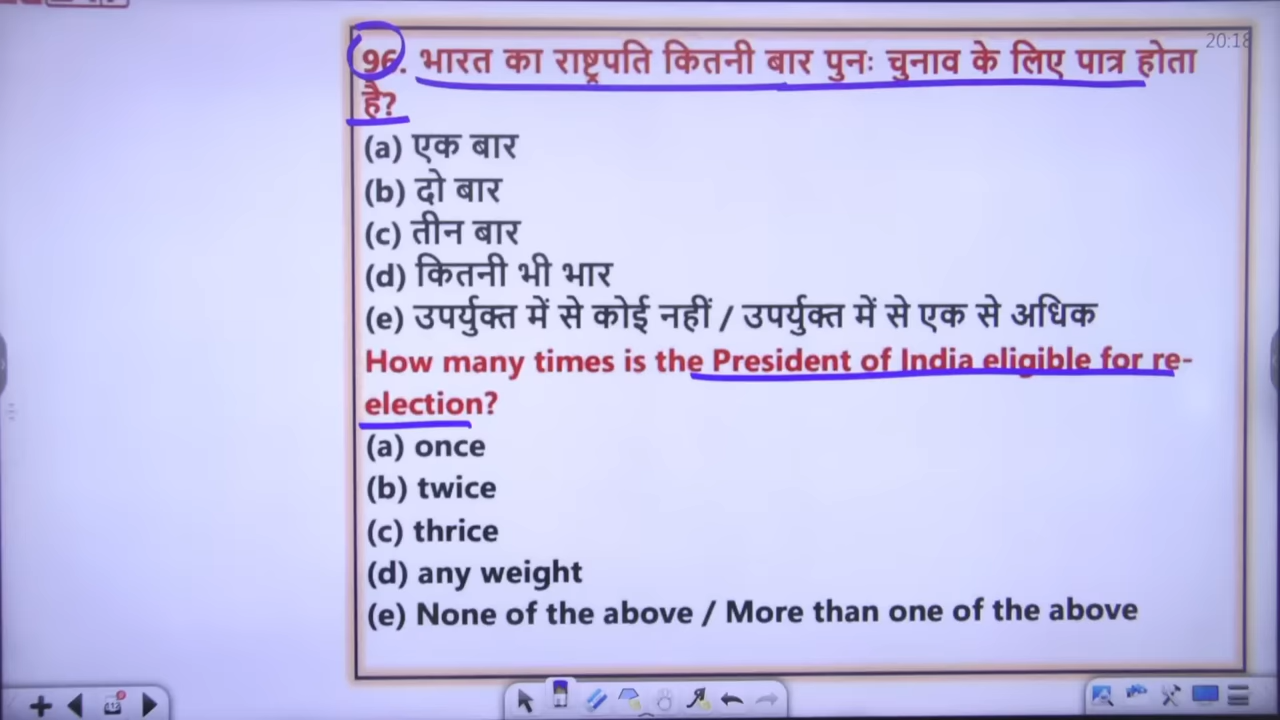 20:18
96. भारत का राष्ट्रपति कितनी बार पुनः चुनाव के लिए पात्र होता
है?
(a) एक बार
(b) दो बार
(c) तीन बार
(d) कितनी भी भार
(e) उपर्युक्त में से कोई नहीं / उपर्युक्त में से एक से अधिक
How many times is the President of India eligible for re-
election?
(a) once
(b) twice
(c) thrice
(d) any weight
(e) None of the above / More than one of the above